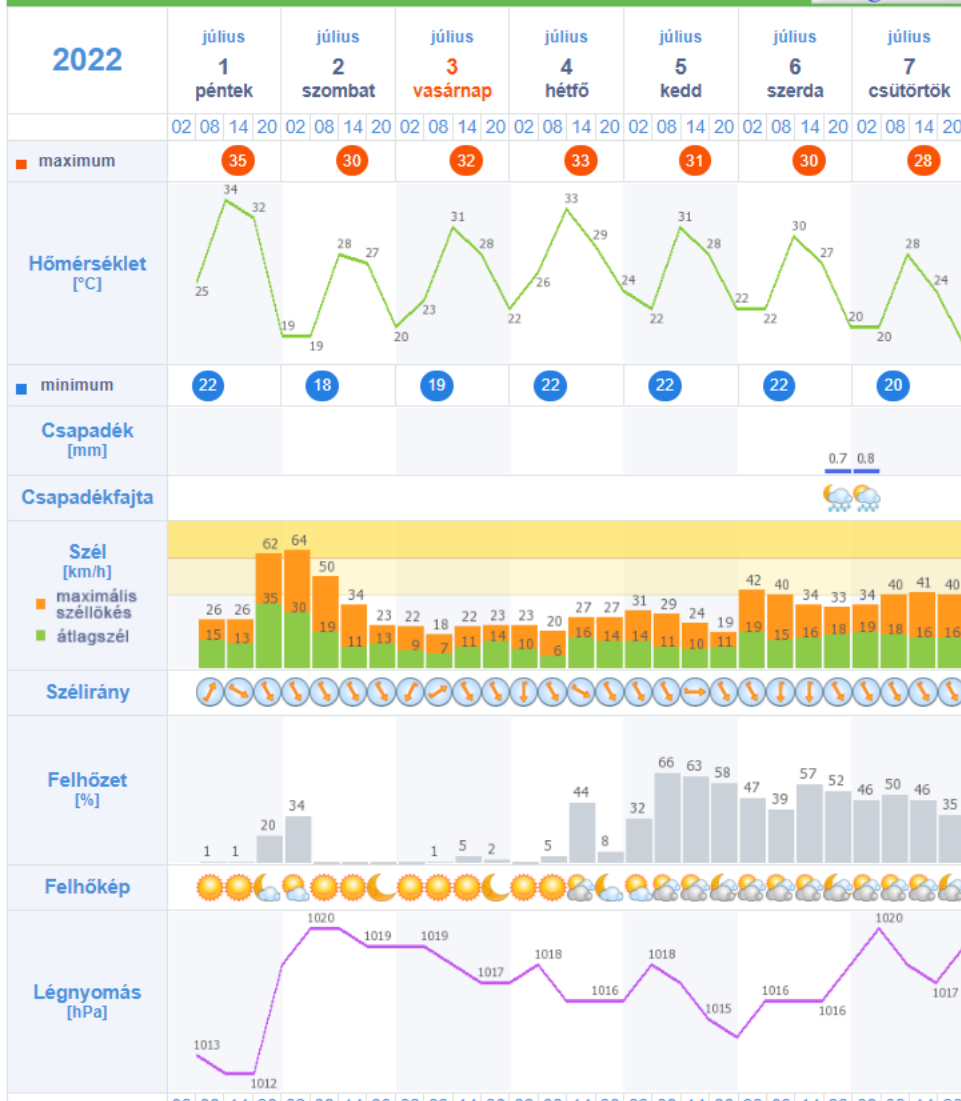 2022
július július július július július július július
1 2 3 4 5 6 7
péntek szombat vasárnap hétfő kedd szerda csütörtök
02 08 14 20 02 08 14 20 02 08 14 20 02 08 14 20 02 08 14 20 02 08 14 20 02 08 14 20
maximum 35 30 32 33 31 30 28
Hőmérséklet
[°C]
25 34 32 19 19 28 27 20 23 31 28 22 26 33 29 24 22 31 28 22 22 30 27 20 20 28 24
minimum 22 18 19 22 22 22 20
Csapadék
[mm]
0.7 0.8
Csapadékfajta
Szél
[km/h]
maximális
széllökés
átlagszél
26 26 62 64 50 34 23 22 18 22 23 23 20 27 27 31 29 24 19 42 40 34 33 34 40 41 40
15 13 35 30 19 11 13 9 7 11 14 10 6 16 14 14 11 10 11 19 15 16 18 19 18 16 16
Szélirány
Felhőzet
[%]
1 1 20 34 1 5 2 5 44 8 32 66 63 58 47 39 57 52 46 50 46 35
Felhőkép
Légnyomás
[hPa]
1013 1012 1020 1019 1019 1017 1018 1016 1018 1015 1016 1016 1020 1017